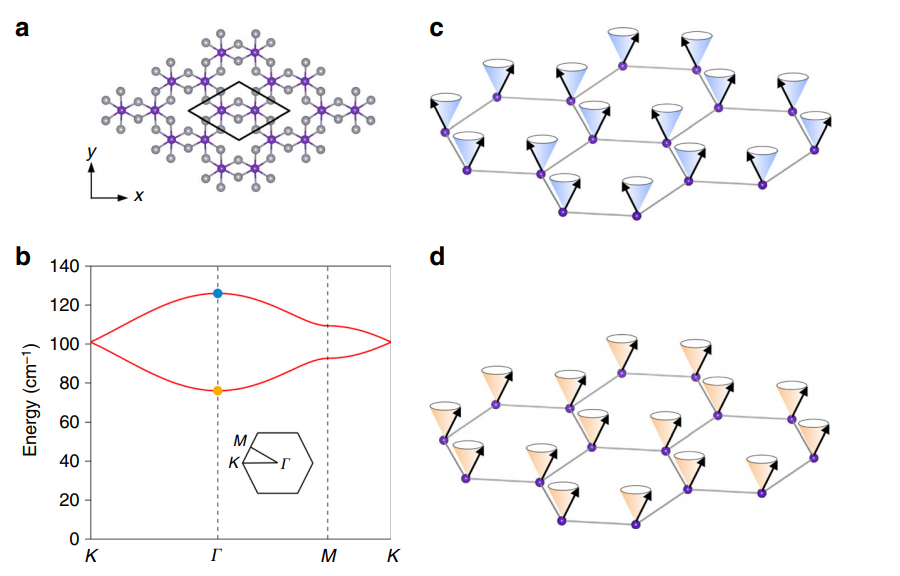 a
y
x
b
Energy (cm⁻¹)
140
120
100
80
60
40
20
0
K
Γ
M
K
M
K
Γ
c
d